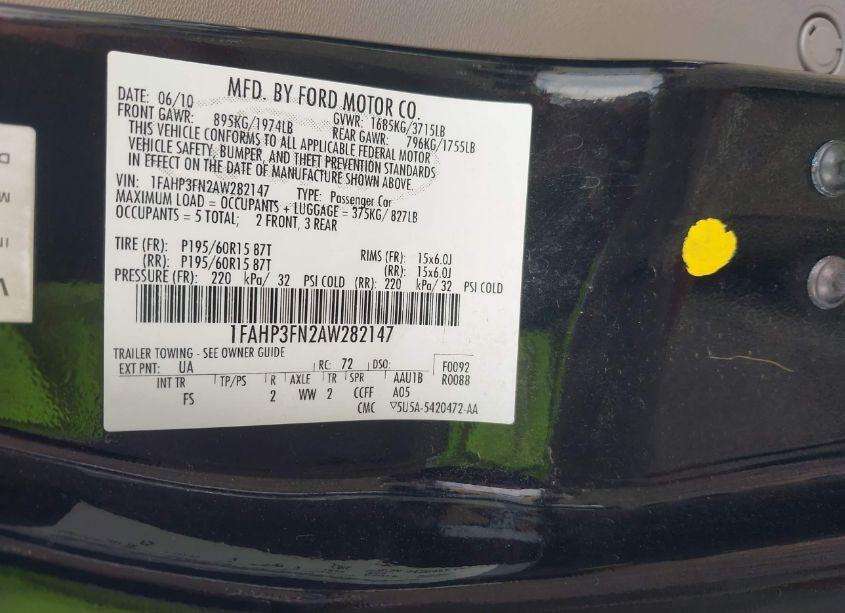 MFD. BY FORD MOTOR CO.
DATE: 06/10 GVWR: 1685KG/3715LB
FRONT GAWR: 895KG/1974LB REAR GAWR: 796KG/1755LB
THIS VEHICLE CONFORMS TO ALL APPLICABLE FEDERAL MOTOR
VEHICLE SAFETY, BUMPER, AND THEFT PREVENTION STANDARDS
IN EFFECT ON THE DATE OF MANUFACTURE SHOWN ABOVE.
VIN: 1FAHP3FN2AW282147 TYPE: Passenger Car
MAXIMUM LOAD = OCCUPANTS + LUGGAGE = 375KG/827LB
OCCUPANTS = 5 TOTAL; 2 FRONT, 3 REAR
TIRE (FR): P195/60R15 87T RIMS (FR): 15x6.0J
(RR): P195/60R15 87T (RR): 15x6.0J
PRESSURE (FR): 220 kPa/ 32 PSI COLD (RR): 220 kPa/ 32 PSI COLD
1FAHP3FN2AW282147
TRAILER TOWING - SEE OWNER GUIDE
EXT PNT: UA RC: 72 DSO: F0092
INT TR TP/PS R AXLE TR SPR AAU1B R0088
FS 2 WW 2 CCFF A05
CMC ▽5U5A-5420472-AA